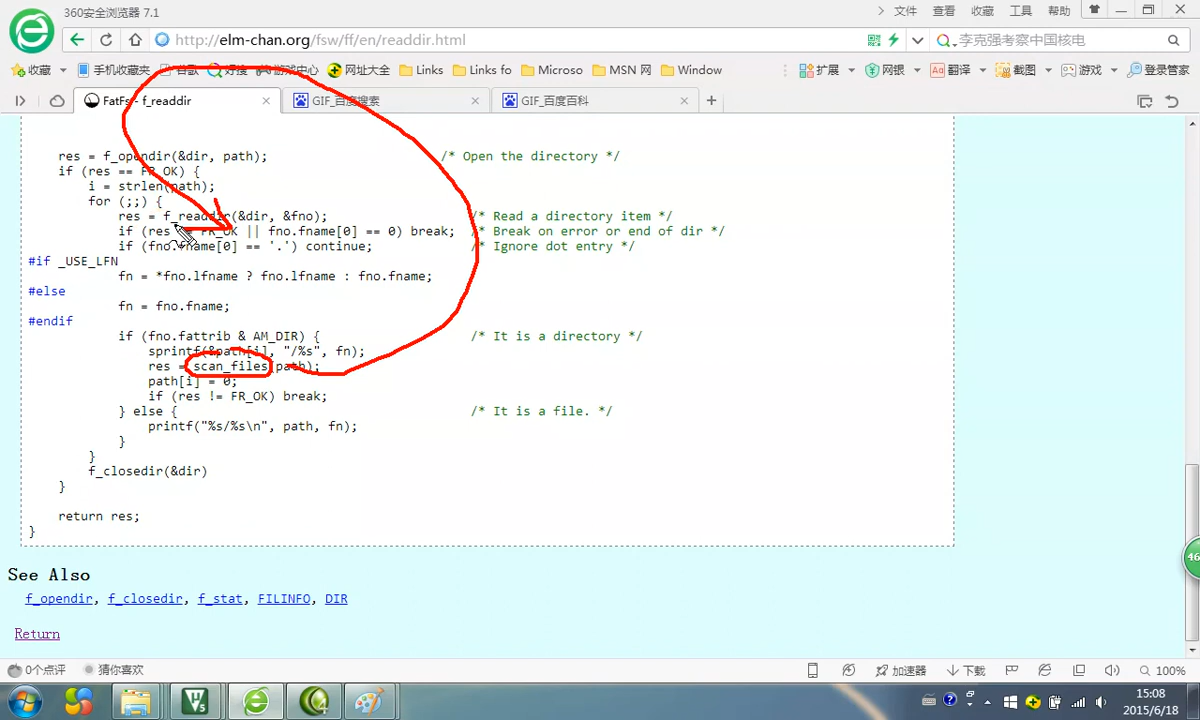 360安全浏览器 7.1
文件 查看 收藏 工具 帮助
http://elm-chan.org/fsw/ff/en/readdir.html
李克强考察中国核电
收藏 手机收藏夹 谷歌 好搜 游戏中心 网址大全 Links Links fo Microso MSN 网 Window 扩展 网银 Aa 翻译 截图 游戏 登录管家
FatFs - f_readdir
GIF_百度搜索
GIF_百度百科
res = f_opendir(&dir, path); /* Open the directory */
if (res == FR_OK) {
i = strlen(path);
for (;;) {
res = f_readdir(&dir, &fno); /* Read a directory item */
if (res != FR_OK || fno.fname[0] == 0) break; /* Break on error or end of dir */
if (fno.fname[0] == '.') continue; /* Ignore dot entry */
#if _USE_LFN
fn = *fno.lfname ? fno.lfname : fno.fname;
#else
fn = fno.fname;
#endif
if (fno.fattrib & AM_DIR) { /* It is a directory */
sprintf(&path[i], "/%s", fn);
res = scan_files(path);
path[i] = 0;
if (res != FR_OK) break;
} else { /* It is a file. */
printf("%s/%s\n", path, fn);
}
}
f_closedir(&dir)
}
return res;
}
See Also
f_opendir, f_closedir, f_stat, FILINFO, DIR
Return
46
0个点评 猜你喜欢 加速器 下载 100%
15:08
2015/6/18